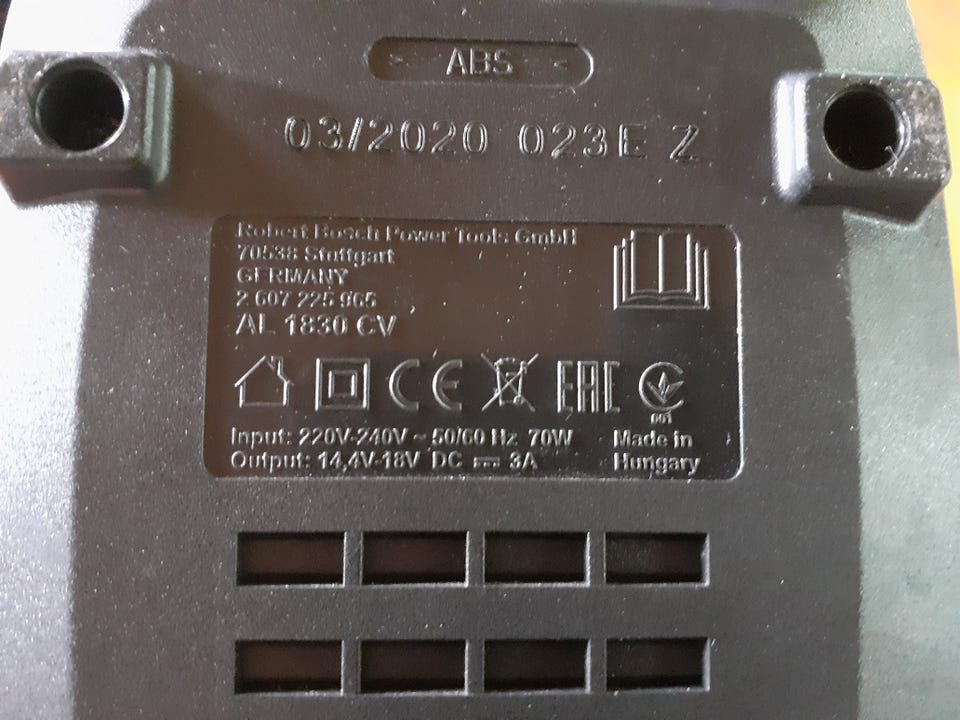 > ABS <
03/2020 023E Z
Robert Bosch Power Tools GmbH
70538 Stuttgart
GERMANY
2 607 225 965
AL 1830 CV
CE EAC
001
Input: 220V-240V ~ 50/60 Hz 70W
Output: 14,4V-18V DC ⎓ 3A
Made in
Hungary